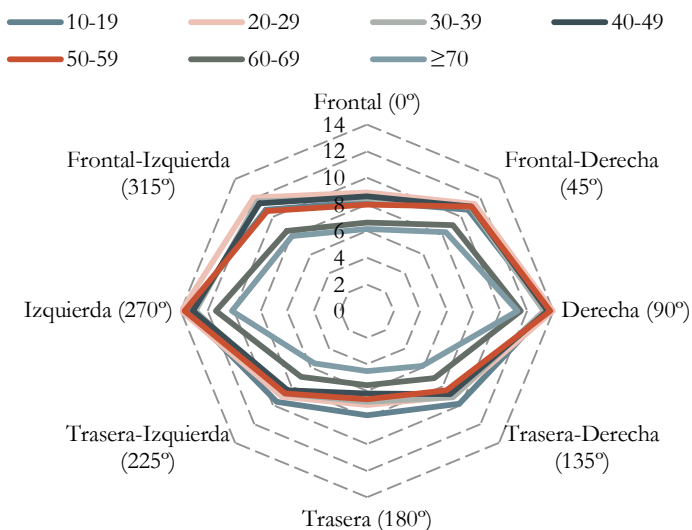 10-19 20-29 30-39 40-49
50-59 60-69 ≥70
Frontal (0º)
14
12
10
8
6
4
2
0
Frontal-Derecha
(45º)
Derecha (90º)
Trasera-Derecha
(135º)
Trasera (180º)
Trasera-Izquierda
(225º)
Izquierda (270º)
Frontal-Izquierda
(315º)